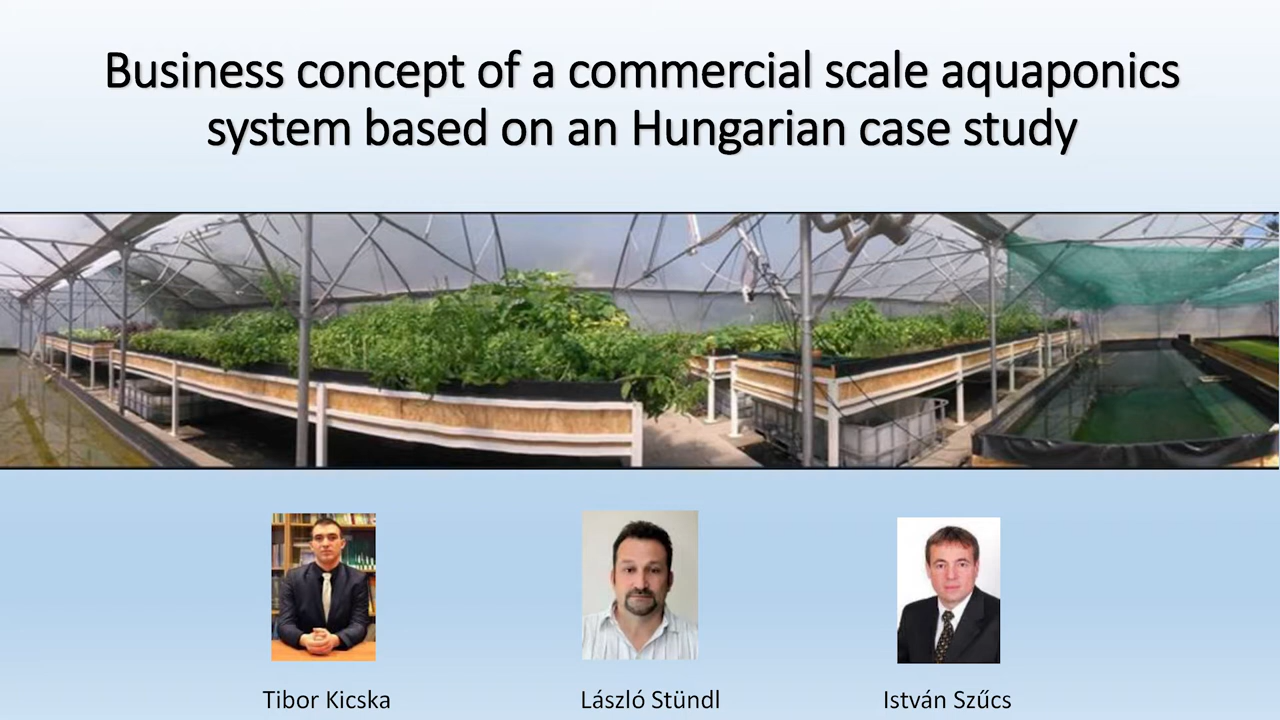 Business concept of a commercial scale aquaponics
system based on an Hungarian case study
Tibor Kicska
László Stündl
István Szűcs